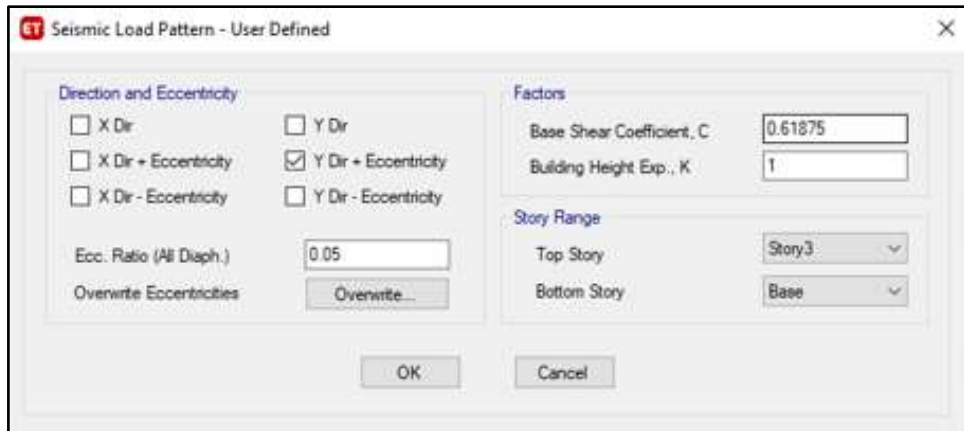 ET Seismic Load Pattern - User Defined
Direction and Eccentricity
X Dir Y Dir
X Dir + Eccentricity Y Dir + Eccentricity
X Dir - Eccentricity Y Dir - Eccentricity
Ecc. Ratio (All Diaph.) 0.05
Overwrite Eccentricities Overwrite...
Factors
Base Shear Coefficient, C 0.61875
Building Height Exp., K 1
Story Range
Top Story Story3
Bottom Story Base
OK Cancel